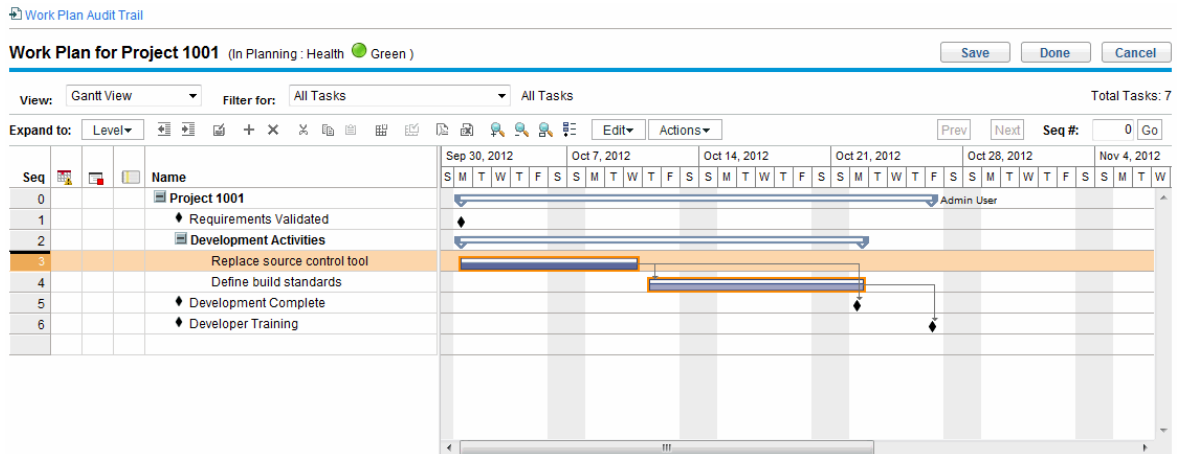 Work Plan Audit Trail
Work Plan for Project 1001 (In Planning : Health Green )
Save Done Cancel
View: Gantt View Filter for: All Tasks All Tasks Total Tasks: 7
Expand to: Level Edit Actions Prev Next Seq #: 0 Go
Sep 30, 2012 Oct 7, 2012 Oct 14, 2012 Oct 21, 2012 Oct 28, 2012 Nov 4, 2012
Seq Name S M T W T F S S M T W T F S S M T W T F S S M T W T F S S M T W T F S S M T W
0 Project 1001 Admin User
1 Requirements Validated
2 Development Activities
3 Replace source control tool
4 Define build standards
5 Development Complete
6 Developer Training